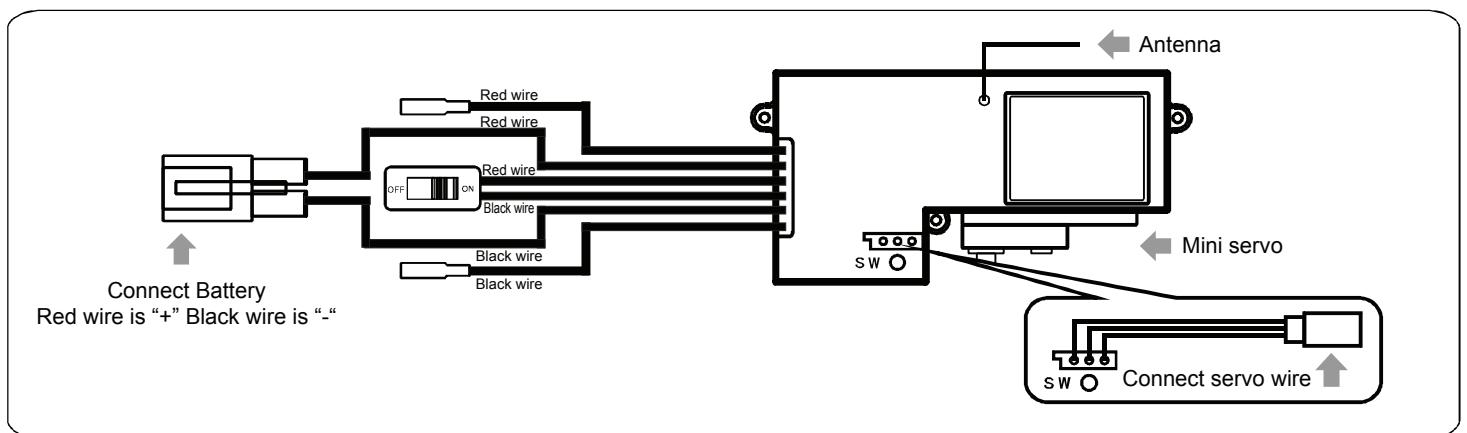 Antenna
Red wire
Red wire
Red wire
OFF
ON
Black wire
Black wire
Black wire
SW
Mini servo
Connect Battery
Red wire is “+” Black wire is “-“
SW
Connect servo wire